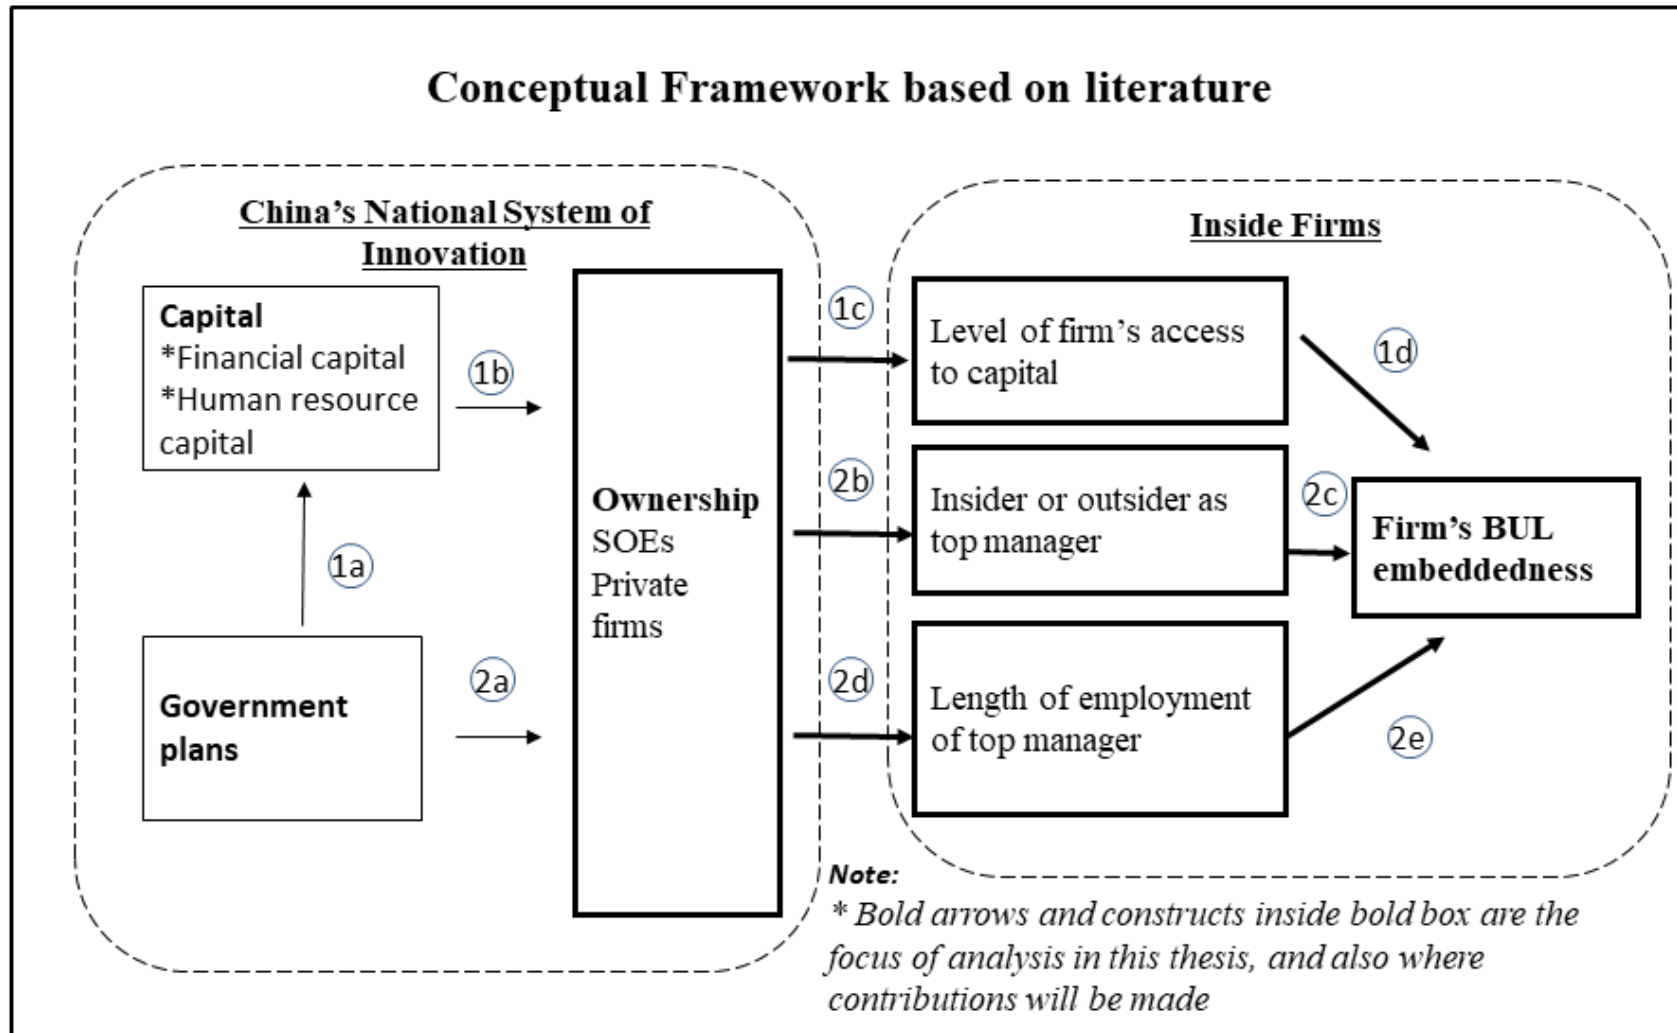 Conceptual Framework based on literature
China’s National System of
Innovation
Capital
*Financial capital
*Human resource
capital
1b
1a
Government
plans
2a
Ownership
SOEs
Private
firms
1c
2b
2d
Inside Firms
Level of firm’s access
to capital
1d
Insider or outsider as
top manager
2c
Firm’s BUL
embeddedness
Length of employment
of top manager
2e
Note:
* Bold arrows and constructs inside bold box are the
focus of analysis in this thesis, and also where
contributions will be made